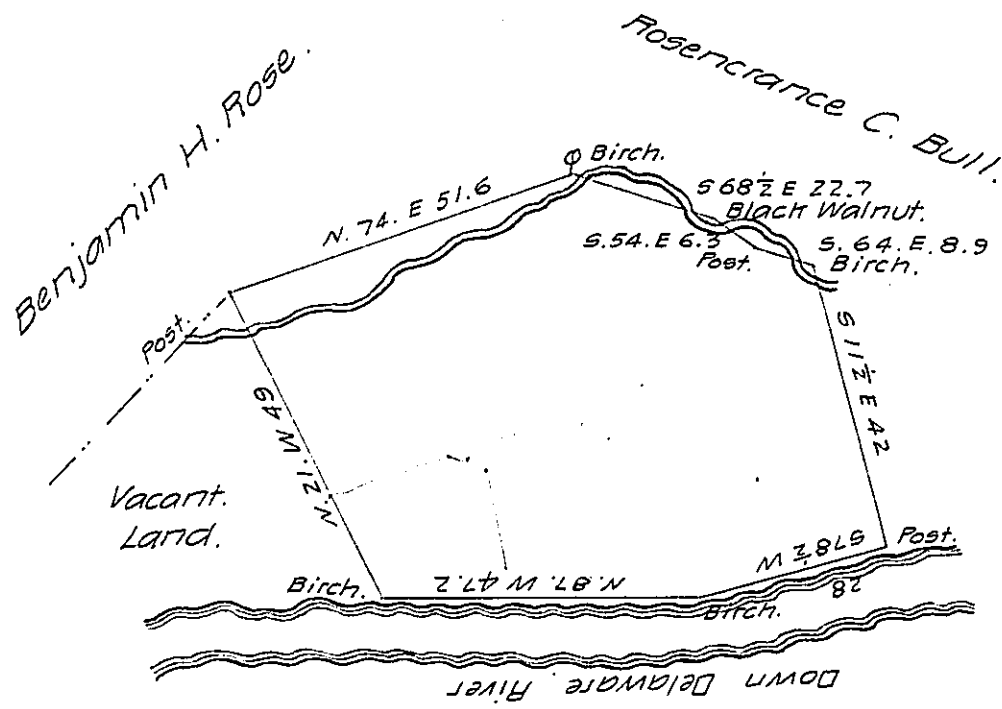 Benjamin H. Rose.
Rosencrance C. Bull.
Birch.
N. 74. E 51.6
S 68½ E 22.7
Black Walnut.
S. 54. E 6.3
Post.
S. 64. E. 8.9
Birch.
Post.
S 11½ E 42
N. 21. W 49
Vacant.
Land.
Post.
S 78½ W
28
Birch.
N. 87. W 47.2
Birch.
Down Delaware River